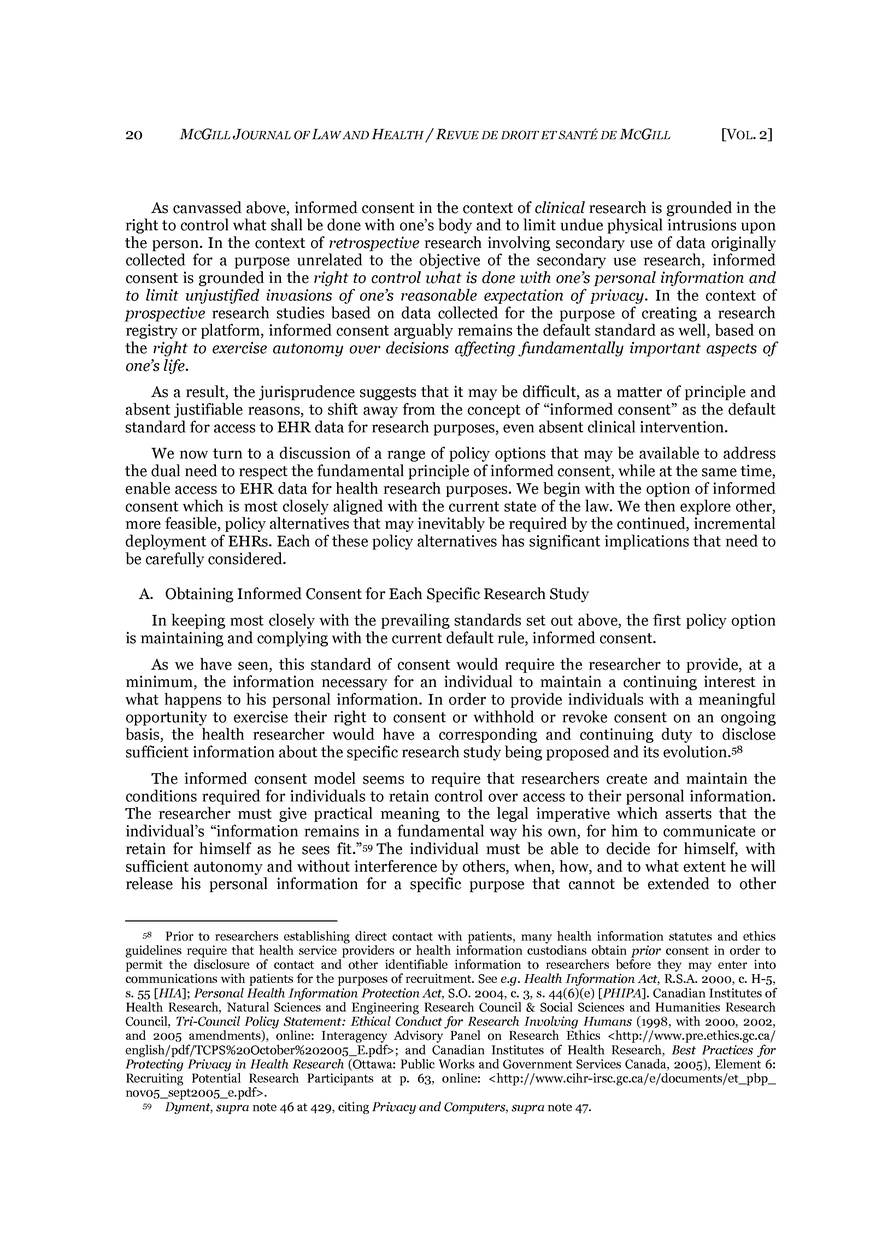 20 MCGILL JOURNAL OF LAW AND HEALTH / REVUE DE DROIT ET SANTÉ DE MCGILL [VOL. 2]
As canvassed above, informed consent in the context of clinical research is grounded in the
right to control what shall be done with one’s body and to limit undue physical intrusions upon
the person. In the context of retrospective research involving secondary use of data originally
collected for a purpose unrelated to the objective of the secondary use research, informed
consent is grounded in the right to control what is done with one’s personal information and
to limit unjustified invasions of one’s reasonable expectation of privacy. In the context of
prospective research studies based on data collected for the purpose of creating a research
registry or platform, informed consent arguably remains the default standard as well, based on
the right to exercise autonomy over decisions affecting fundamentally important aspects of
one’s life.
As a result, the jurisprudence suggests that it may be difficult, as a matter of principle and
absent justifiable reasons, to shift away from the concept of “informed consent” as the default
standard for access to EHR data for research purposes, even absent clinical intervention.
We now turn to a discussion of a range of policy options that may be available to address
the dual need to respect the fundamental principle of informed consent, while at the same time,
enable access to EHR data for health research purposes. We begin with the option of informed
consent which is most closely aligned with the current state of the law. We then explore other,
more feasible, policy alternatives that may inevitably be required by the continued, incremental
deployment of EHRs. Each of these policy alternatives has significant implications that need to
be carefully considered.
A. Obtaining Informed Consent for Each Specific Research Study
In keeping most closely with the prevailing standards set out above, the first policy option
is maintaining and complying with the current default rule, informed consent.
As we have seen, this standard of consent would require the researcher to provide, at a
minimum, the information necessary for an individual to maintain a continuing interest in
what happens to his personal information. In order to provide individuals with a meaningful
opportunity to exercise their right to consent or withhold or revoke consent on an ongoing
basis, the health researcher would have a corresponding and continuing duty to disclose
sufficient information about the specific research study being proposed and its evolution.58
The informed consent model seems to require that researchers create and maintain the
conditions required for individuals to retain control over access to their personal information.
The researcher must give practical meaning to the legal imperative which asserts that the
individual’s “information remains in a fundamental way his own, for him to communicate or
retain for himself as he sees fit.”59 The individual must be able to decide for himself, with
sufficient autonomy and without interference by others, when, how, and to what extent he will
release his personal information for a specific purpose that cannot be extended to other
58 Prior to researchers establishing direct contact with patients, many health information statutes and ethics
guidelines require that health service providers or health information custodians obtain prior consent in order to
permit the disclosure of contact and other identifiable information to researchers before they may enter into
communications with patients for the purposes of recruitment. See e.g. Health Information Act, R.S.A. 2000, c. H-5,
s. 55 [HIA]; Personal Health Information Protection Act, S.O. 2004, c. 3, s. 44(6)(e) [PHIPA]. Canadian Institutes of
Health Research, Natural Sciences and Engineering Research Council & Social Sciences and Humanities Research
Council, Tri-Council Policy Statement: Ethical Conduct for Research Involving Humans (1998, with 2000, 2002,
and 2005 amendments), online: Interagency Advisory Panel on Research Ethics <http://www.pre.ethics.gc.ca/
english/pdf/TCPS%20October%202005_E.pdf>; and Canadian Institutes of Health Research, Best Practices for
Protecting Privacy in Health Research (Ottawa: Public Works and Government Services Canada, 2005), Element 6:
Recruiting Potential Research Participants at p. 63, online: <http://www.cihr-irsc.gc.ca/e/documents/et_pbp_
nov05_sept2005_e.pdf>.
59 Dyment, supra note 46 at 429, citing Privacy and Computers, supra note 47.